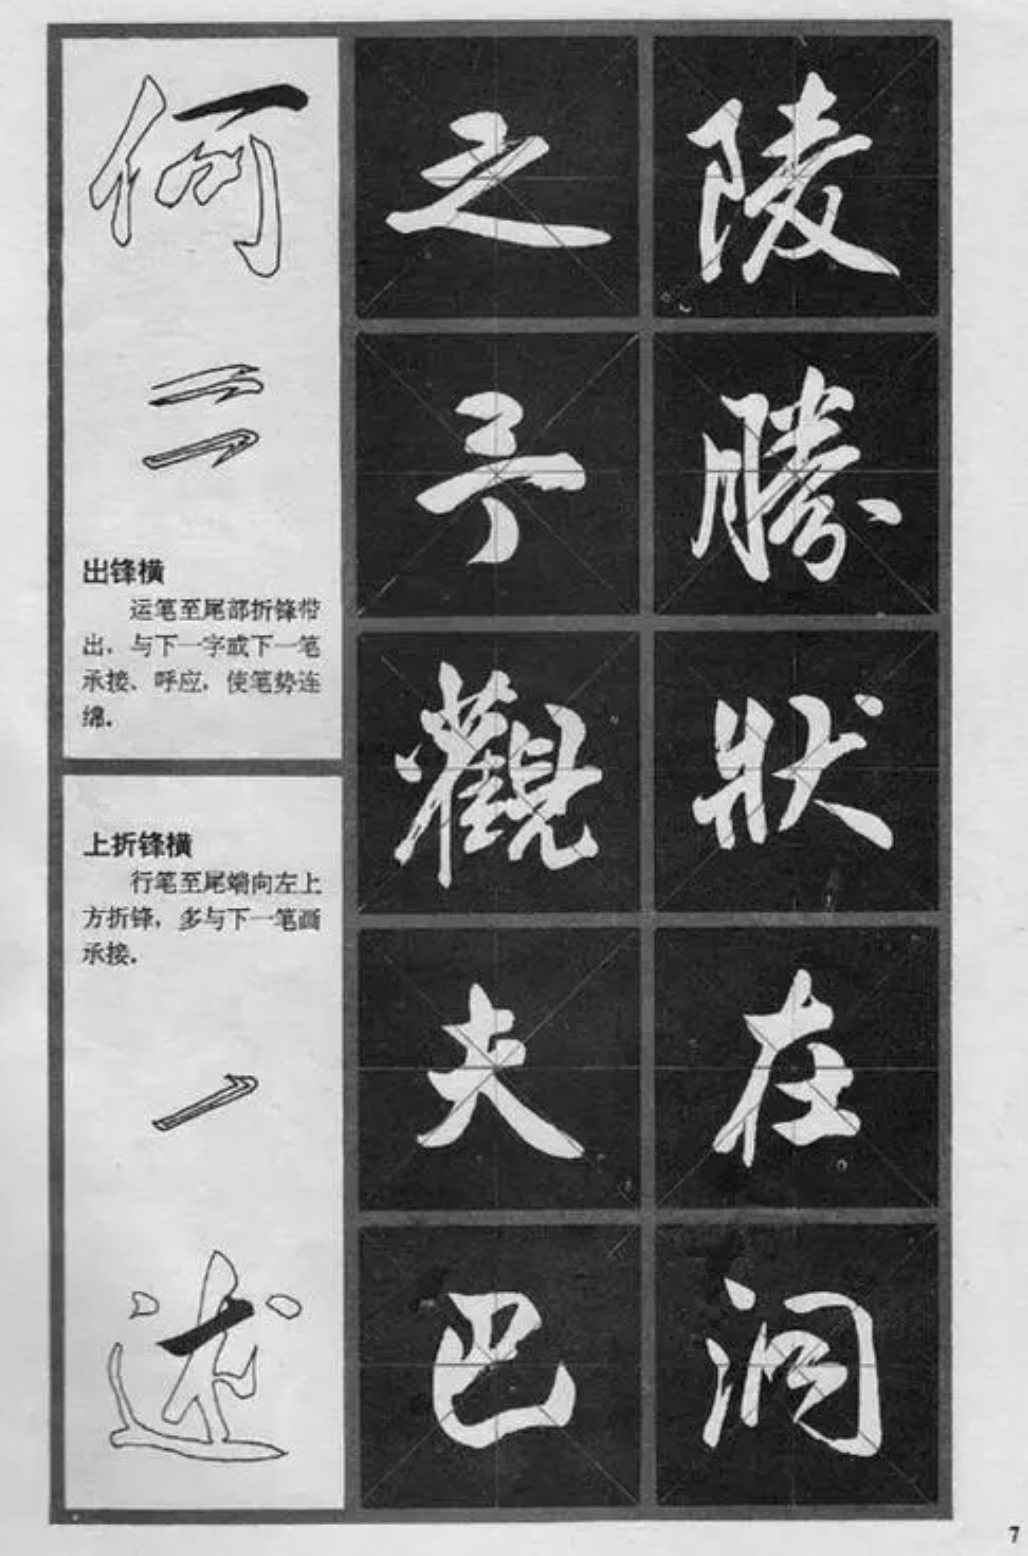 何
出锋横
运笔至尾部折锋带
出，与下一字或下一笔
承接、呼应，使笔势连
绵。
上折锋横
行笔至尾端向左上
方折锋，多与下一笔画
承接。
述
之予觀夫巴
陵勝狀在洞
7